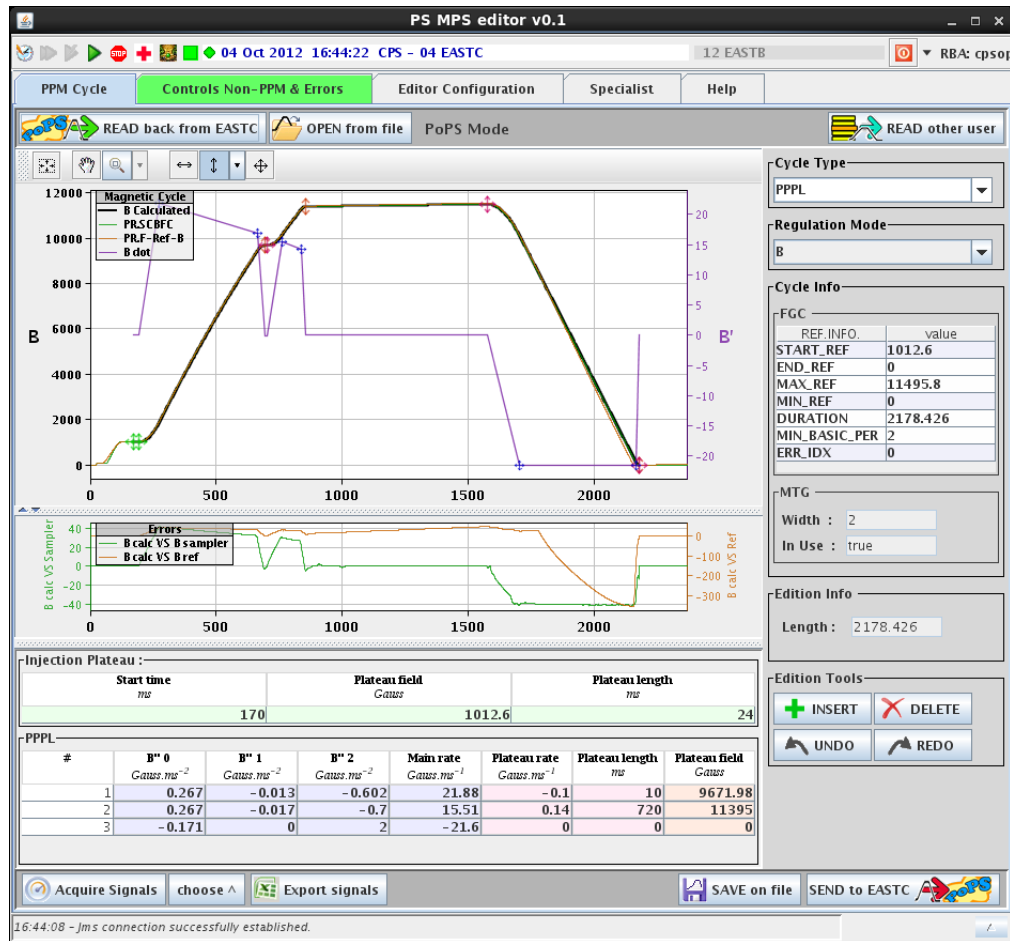 PS MPS editor v0.1
STOP 04 Oct 2012 16:44:22 CPS - 04 EASTC 12 EASTB RBA: cpsop
PPM Cycle Controls Non-PPM & Errors Editor Configuration Specialist Help
PoPS READ back from EASTC OPEN from file PoPS Mode READ other user
Magnetic Cycle
B Calculated
PR.SCBFC
PR.F-Ref-B
B dot
12000
10000
8000
6000
4000
2000
0
B
20
15
10
5
0
-5
-10
-15
-20
B'
0 500 1000 1500 2000
Errors
B calc VS B sampler
B calc VS B ref
B calc VS Sampler
40
20
0
-20
-40
0
-100
-200
-300
B calc VS Ref
0 500 1000 1500 2000
Injection Plateau :
Start time Plateau field Plateau length
ms Gauss ms
170 1012.6 24
PPPL
# B'' 0 B'' 1 B'' 2 Main rate Plateau rate Plateau length Plateau field
Gauss.ms⁻² Gauss.ms⁻² Gauss.ms⁻² Gauss.ms⁻¹ Gauss.ms⁻¹ ms Gauss
1 0.267 -0.013 -0.602 21.88 -0.1 10 9671.98
2 0.267 -0.017 -0.7 15.51 0.14 720 11395
3 -0.171 0 2 -21.6 0 0 0
Cycle Type
PPPL
Regulation Mode
B
Cycle Info
FGC
REF.INFO. value
START_REF 1012.6
END_REF 0
MAX_REF 11495.8
MIN_REF 0
DURATION 2178.426
MIN_BASIC_PER 2
ERR_IDX 0
MTG
Width : 2
In Use : true
Edition Info
Length : 2178.426
Edition Tools
INSERT DELETE
UNDO REDO
Acquire Signals choose ^ Export signals SAVE on file SEND to EASTC PoPS
16:44:08 - Jms connection successfully established.